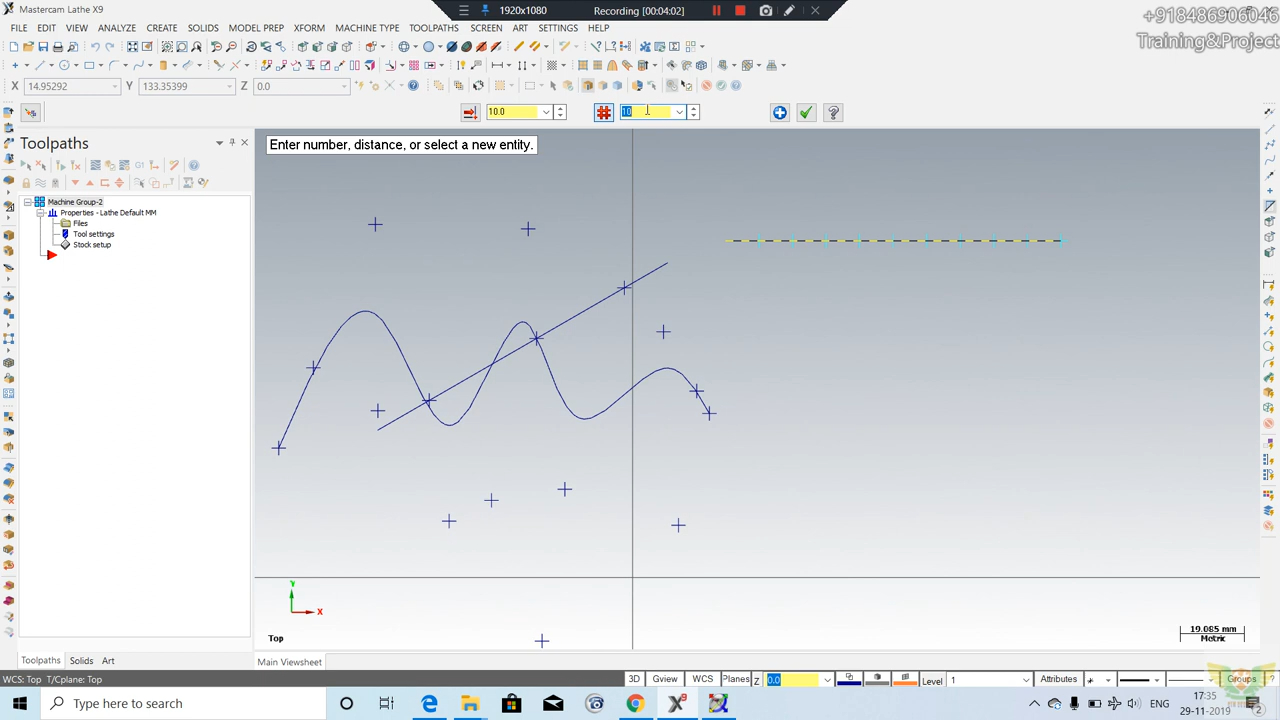 Mastercam Lathe X9
1920x1080
Recording [00:04:02]
+918486906046
Training&Project
FILE EDIT VIEW ANALYZE CREATE SOLIDS MODEL PREP XFORM MACHINE TYPE TOOLPATHS SCREEN ART SETTINGS HELP
X 14.95292 Y 133.35399 Z 0.0
10.0 10
Toolpaths
Enter number, distance, or select a new entity.
G1
Machine Group-2
Properties - Lathe Default MM
Files
Tool settings
Stock setup
Y
X
Top
19.085 mm
Metric
Toolpaths Solids Art
Main Viewsheet
WCS: Top T/Cplane: Top
3D Gview WCS Planes Z 0.0 Level 1 Attributes Groups ?
Type here to search
ENG
17:35
29-11-2019
2